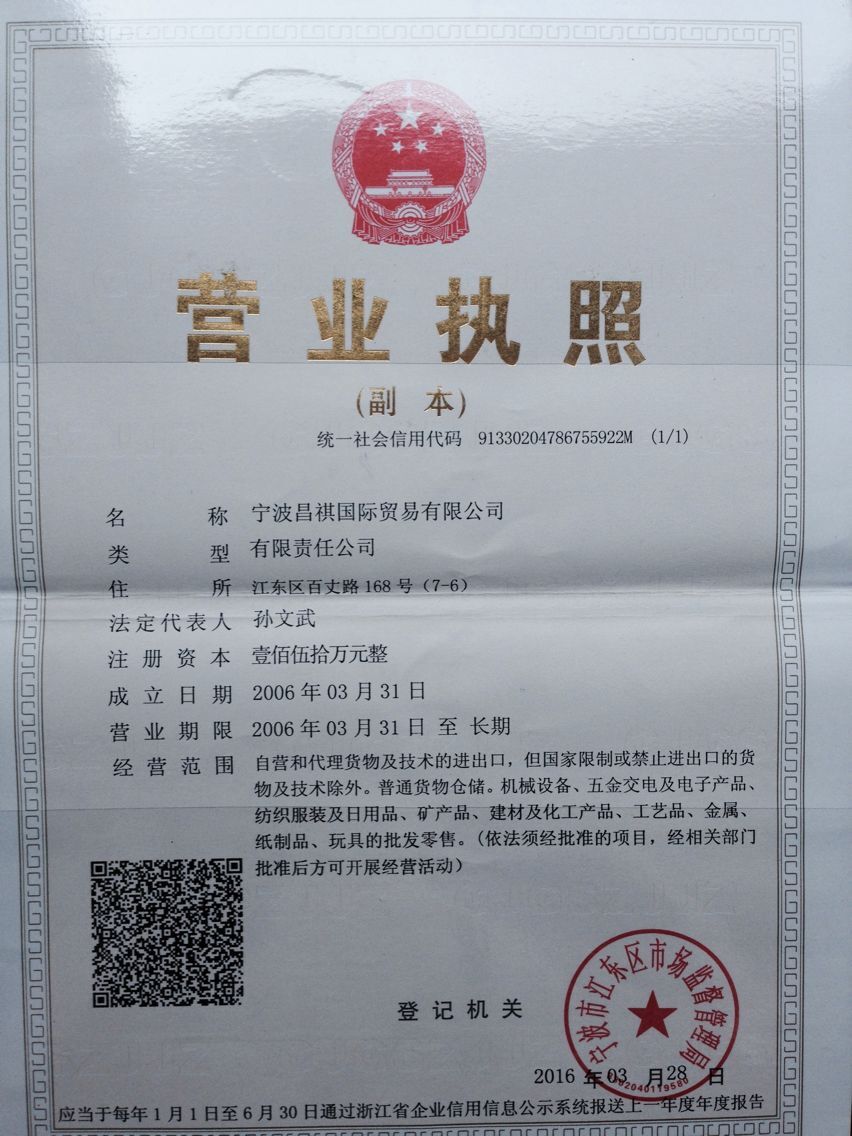 营业执照
(副 本)
统一社会信用代码 91330204786755922M (1/1)
名称 宁波昌祺国际贸易有限公司
类型 有限责任公司
住所 江东区百丈路168号（7-6）
法定代表人 孙文武
注册资本 壹佰伍拾万元整
成立日期 2006年03月31日
营业期限 2006年03月31日 至 长期
经营范围 自营和代理货物及技术的进出口，但国家限制或禁止进出口的货
物及技术除外。普通货物仓储。机械设备、五金交电及电子产品、
纺织服装及日用品、矿产品、建材及化工产品、工艺品、金属、
纸制品、玩具的批发零售。（依法须经批准的项目，经相关部门
批准后方可开展经营活动）
登记机关
宁波市江东区市场监督管理局
2016年03月28日
应当于每年1月1日至6月30日通过浙江省企业信用信息公示系统报送上一年度年度报告